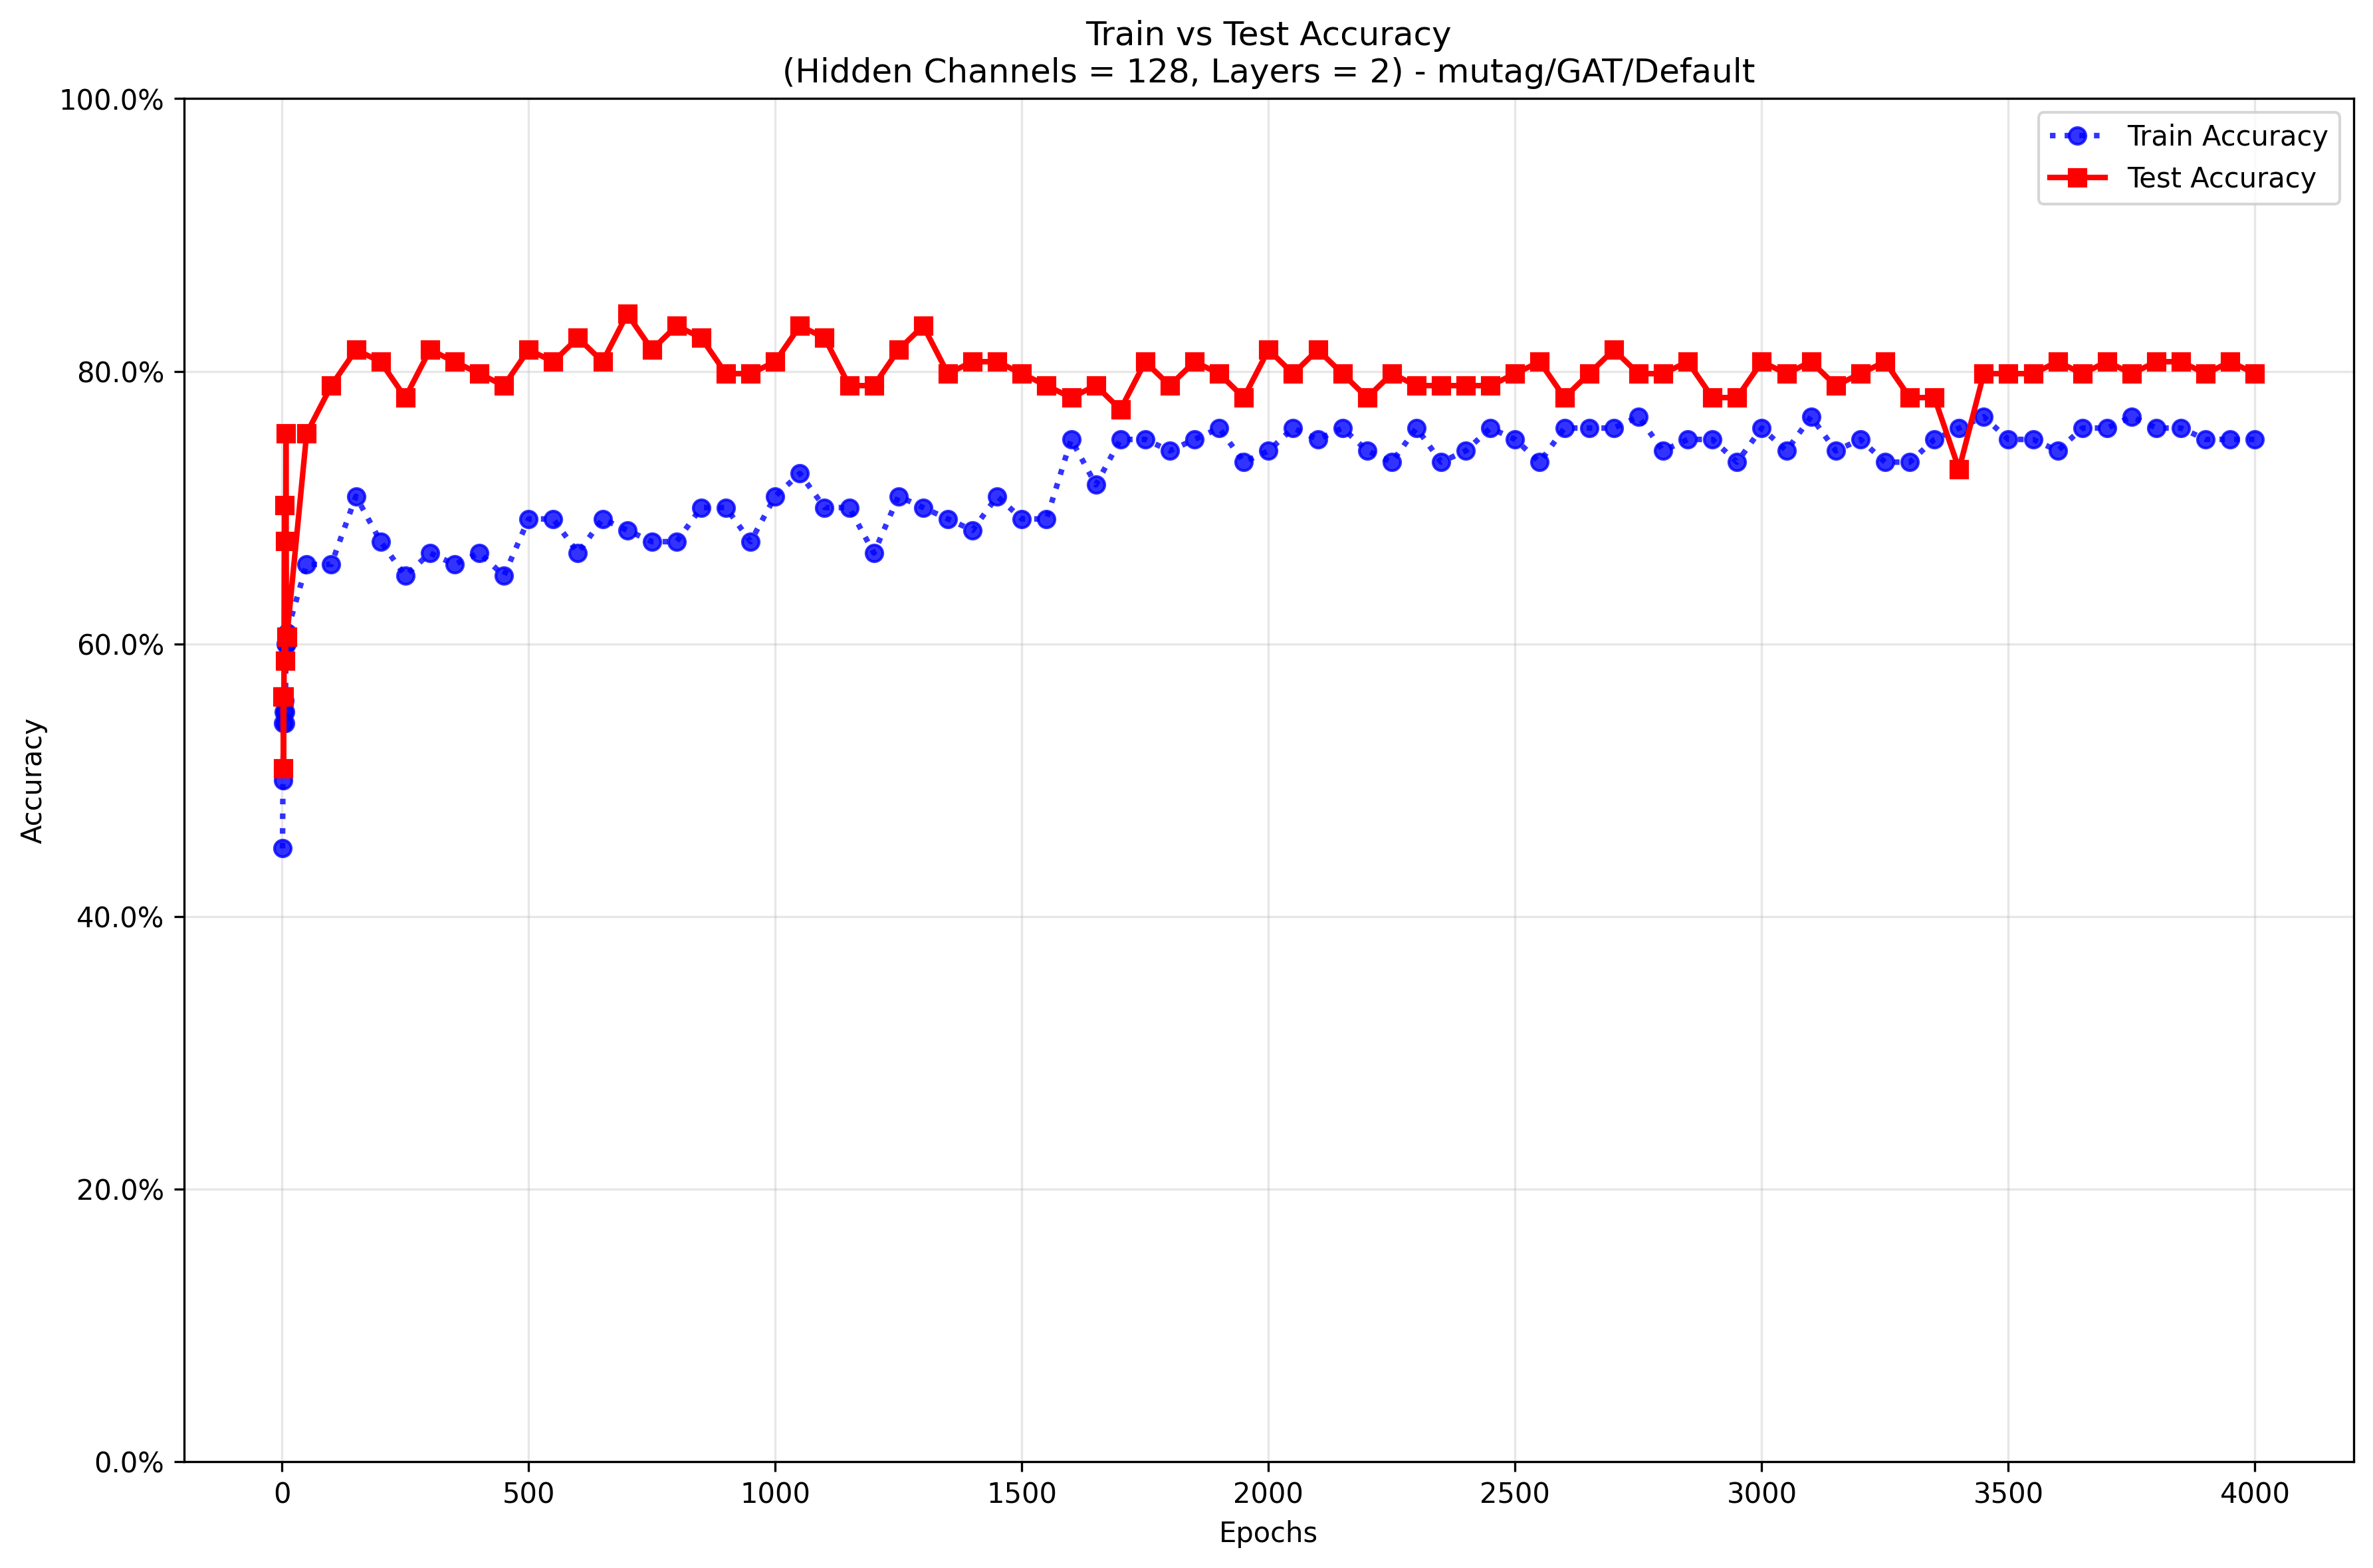 Train vs Test Accuracy
(Hidden Channels = 128, Layers = 2) - mutag/GAT/Default
100.0%
80.0%
60.0%
40.0%
20.0%
0.0%
Accuracy
Train Accuracy
Test Accuracy
0
500
1000
1500
2000
2500
3000
3500
4000
Epochs